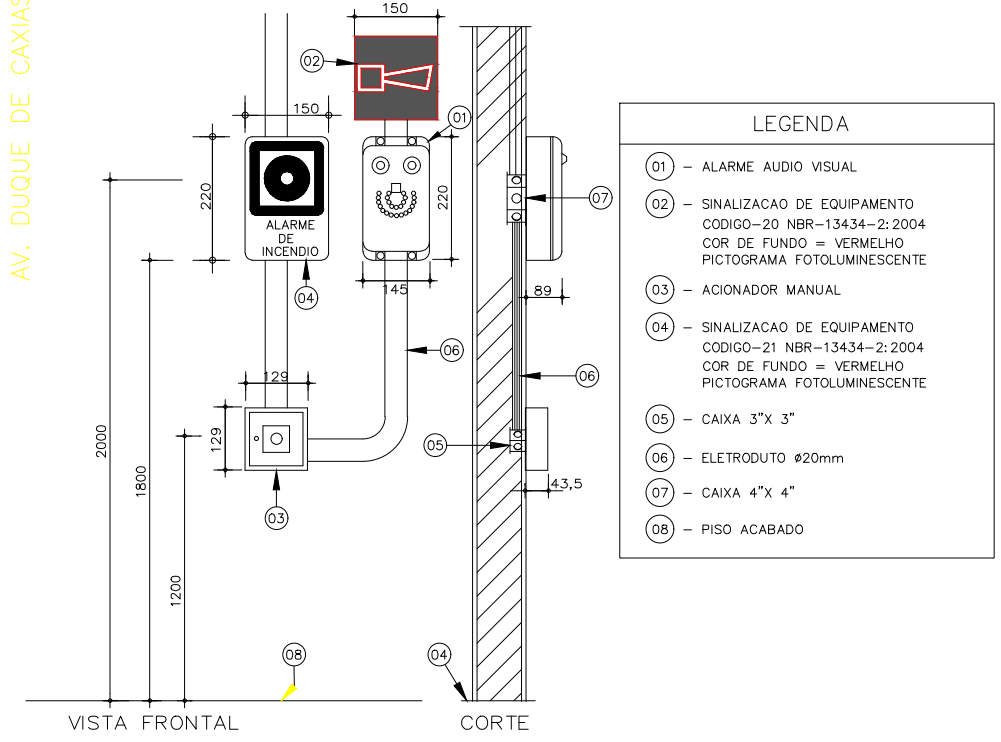 AV. DUQUE DE CAXIAS
150
02
01
150
220
ALARME
DE
INCENDIO
04
220
145
06
129
129
03
2000
1800
1200
08
VISTA FRONTAL
07
89
06
05
43,5
04
CORTE
LEGENDA
01 – ALARME AUDIO VISUAL
02 – SINALIZACAO DE EQUIPAMENTO
CODIGO–20 NBR–13434–2:2004
COR DE FUNDO = VERMELHO
PICTOGRAMA FOTOLUMINESCENTE
03 – ACIONADOR MANUAL
04 – SINALIZACAO DE EQUIPAMENTO
CODIGO–21 NBR–13434–2:2004
COR DE FUNDO = VERMELHO
PICTOGRAMA FOTOLUMINESCENTE
05 – CAIXA 3"X 3"
06 – ELETRODUTO ø20mm
07 – CAIXA 4"X 4"
08 – PISO ACABADO